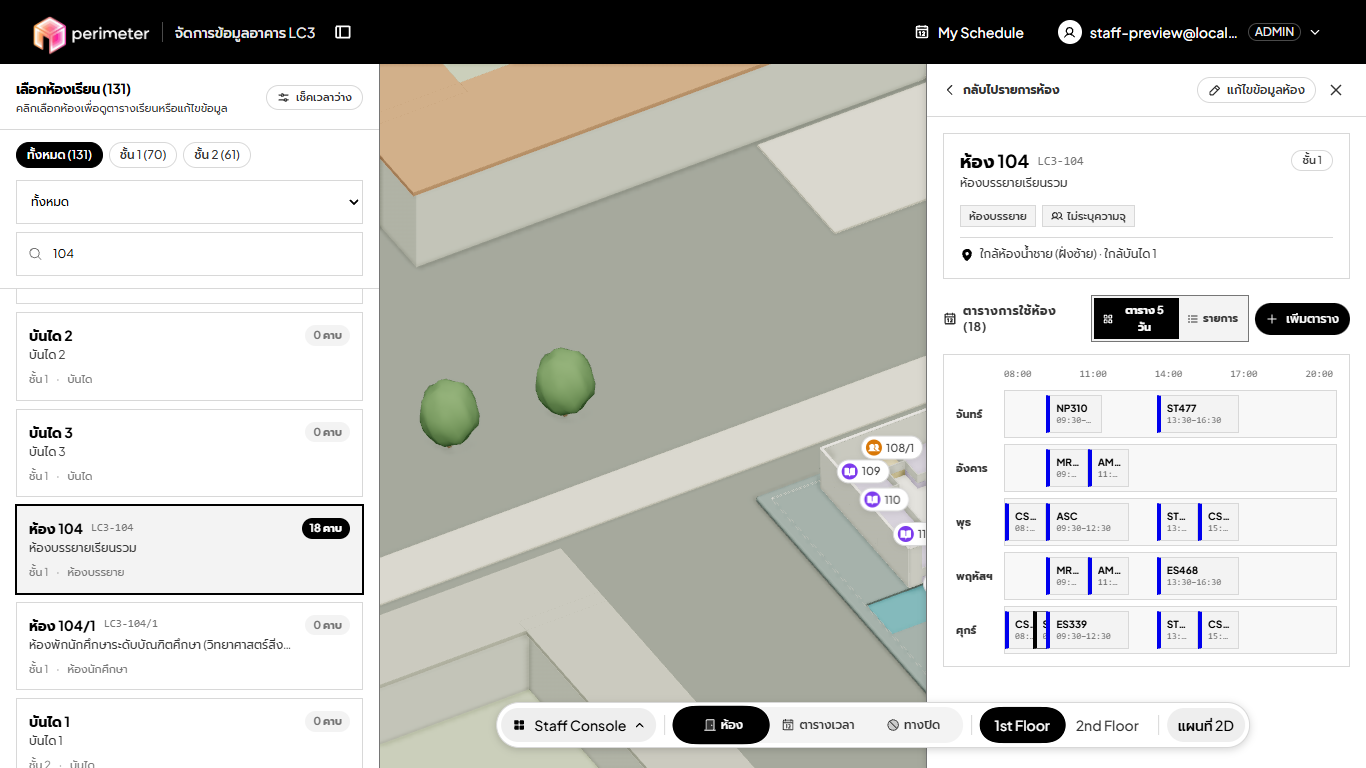 perimeter
จัดการข้อมูลอาคาร LC3
My Schedule
staff-preview@local...
ADMIN
เลือกห้องเรียน (131)
คลิกเลือกห้องเพื่อดูตารางเรียนหรือแก้ไขข้อมูล
เช็คเวลาว่าง
ทั้งหมด (131)
ชั้น 1 (70)
ชั้น 2 (61)
ทั้งหมด
104
บันได 2
0 คาบ
บันได 2
ชั้น 1 · บันได
บันได 3
0 คาบ
บันได 3
ชั้น 1 · บันได
ห้อง 104 LC3-104
18 คาบ
ห้องบรรยายเรียนรวม
ชั้น 1 · ห้องบรรยาย
ห้อง 104/1 LC3-104/1
0 คาบ
ห้องพักนักศึกษาระดับบัณฑิตศึกษา (วิทยาศาสตร์สิ่ง...
ชั้น 1 · ห้องนักศึกษา
บันได 1
0 คาบ
บันได 1
ชั้น 2 · บันได
108/1
109
110
11
กลับไปรายการห้อง
แก้ไขข้อมูลห้อง
ห้อง 104 LC3-104
ชั้น 1
ห้องบรรยายเรียนรวม
ห้องบรรยาย
ไม่ระบุความจุ
ใกล้ห้องน้ำชาย (ฝั่งซ้าย) · ใกล้บันได 1
ตารางการใช้ห้อง
(18)
ตาราง 5
วัน
รายการ
เพิ่มตาราง
08:00 11:00 14:00 17:00 20:00
จันทร์
NP310
09:30-…
ST477
13:30-16:30
อังคาร
MR…
09:…
AM…
11:…
พุธ
CS…
08:…
ASC
09:30-12:30
ST…
13:…
CS…
15:…
พฤหัสฯ
MR…
09:…
AM…
11:…
ES468
13:30-16:30
ศุกร์
CS…
08:…
ES339
09:30-12:30
ST…
13:…
CS…
15:…
Staff Console
ห้อง
ตารางเวลา
ทางปิด
1st Floor
2nd Floor
แผนที่ 2D